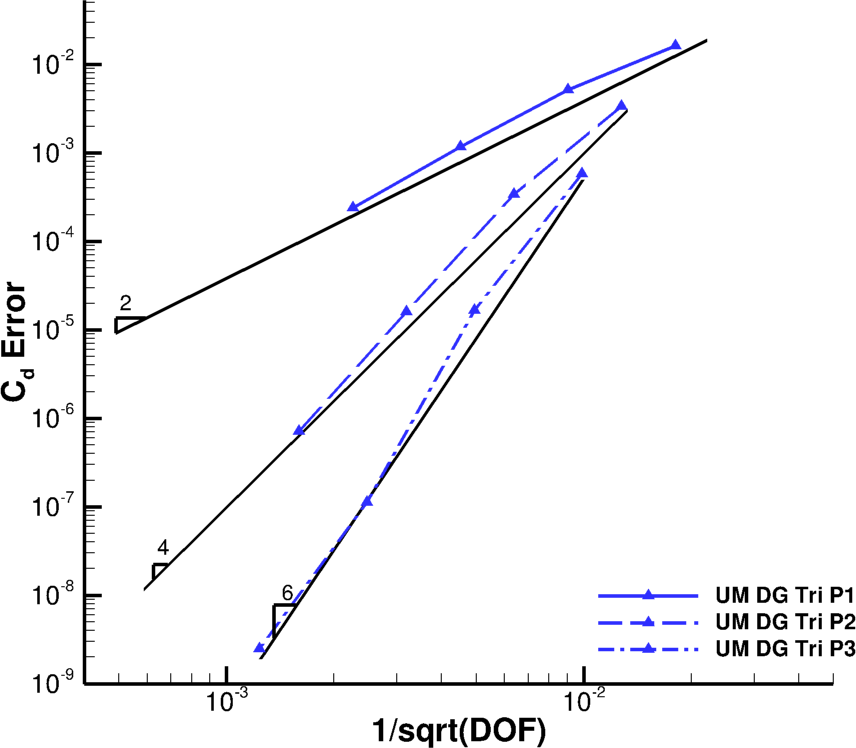 10⁻²
10⁻³
10⁻⁴
10⁻⁵
10⁻⁶
10⁻⁷
10⁻⁸
10⁻⁹
C_d Error
2
4
6
UM DG Tri P1
UM DG Tri P2
UM DG Tri P3
10⁻³
10⁻²
1/sqrt(DOF)